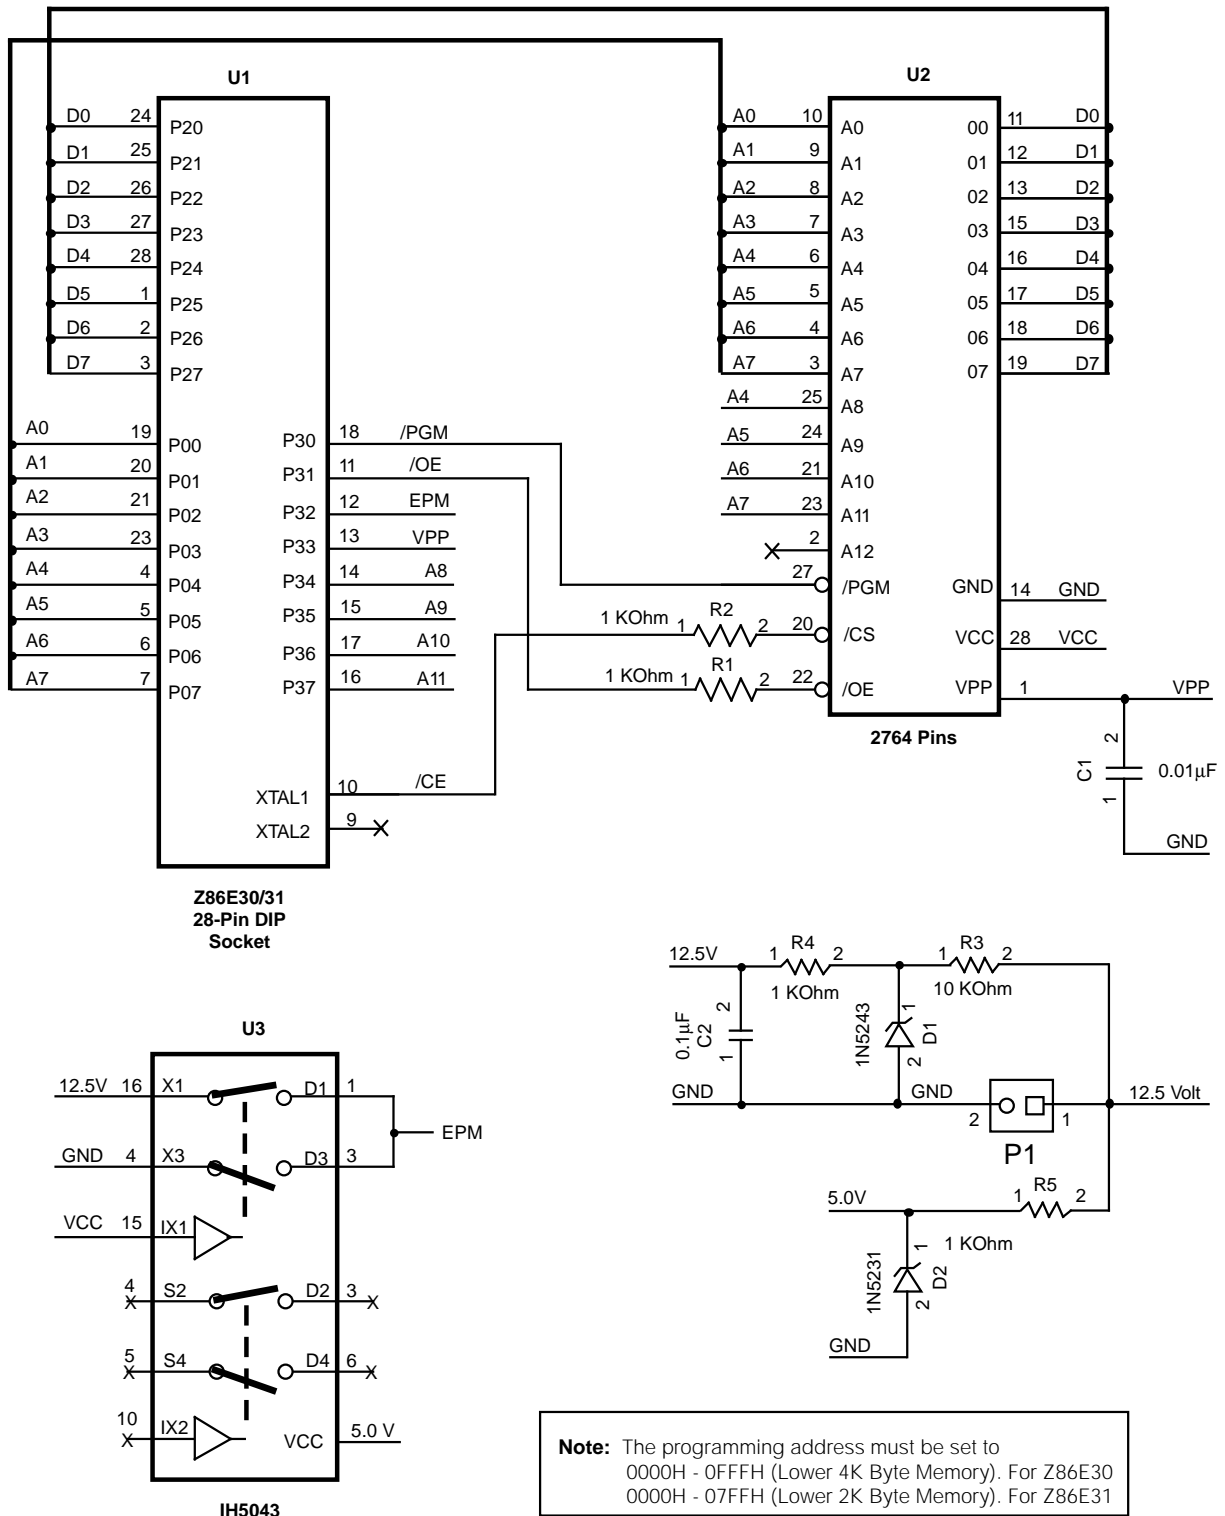 U1
U2
D0 24 P20
D1 25 P21
D2 26 P22
D3 27 P23
D4 28 P24
D5 1 P25
D6 2 P26
D7 3 P27
A0 19 P00
A1 20 P01
A2 21 P02
A3 23 P03
A4 4 P04
A5 5 P05
A6 6 P06
A7 7 P07
P30 18 /PGM
P31 11 /OE
P32 12 EPM
P33 13 VPP
P34 14 A8
P35 15 A9
P36 17 A10
P37 16 A11
XTAL1 10 /CE
XTAL2 9
Z86E30/31
28-Pin DIP
Socket
A0 10 A0
A1 9 A1
A2 8 A2
A3 7 A3
A4 6 A4
A5 5 A5
A6 4 A6
A7 3 A7
A4 25 A8
A5 24 A9
A6 21 A10
A7 23 A11
2 A12
27 /PGM
1 KOhm 1 R2 2 20 /CS
1 KOhm 1 R1 2 22 /OE
00 11 D0
01 12 D1
02 13 D2
03 15 D3
04 16 D4
05 17 D5
06 18 D6
07 19 D7
GND 14 GND
VCC 28 VCC
VPP 1 VPP
2764 Pins
2
C1 0.01µF
1
GND
12.5V 1 R4 2 1 R3 2
1 KOhm 10 KOhm
0.1µF
C2
2
1
1N5243
D1
1
2
GND GND 2 1 12.5 Volt
P1
5.0V 1 R5 2
1 KOhm
1N5231
D2
1
2
GND
U3
12.5V 16 X1 D1 1
EPM
GND 4 X3 D3 3
VCC 15 IX1
4 S2 D2 3
5 S4 D4 6
10 IX2
VCC 5.0 V
IH5043
Note: The programming address must be set to
0000H - 0FFFH (Lower 4K Byte Memory). For Z86E30
0000H - 07FFH (Lower 2K Byte Memory). For Z86E31